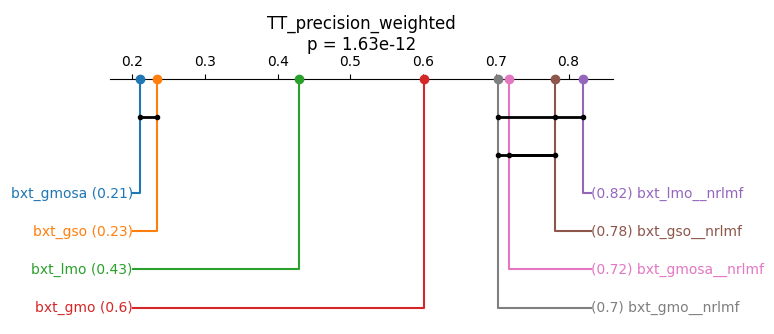 TT_precision_weighted
p = 1.63e-12
0.2 0.3 0.4 0.5 0.6 0.7 0.8
bxt_gmosa (0.21)
(0.82) bxt_lmo__nrlmf
bxt_gso (0.23)
(0.78) bxt_gso__nrlmf
bxt_lmo (0.43)
(0.72) bxt_gmosa__nrlmf
bxt_gmo (0.6)
(0.7) bxt_gmo__nrlmf